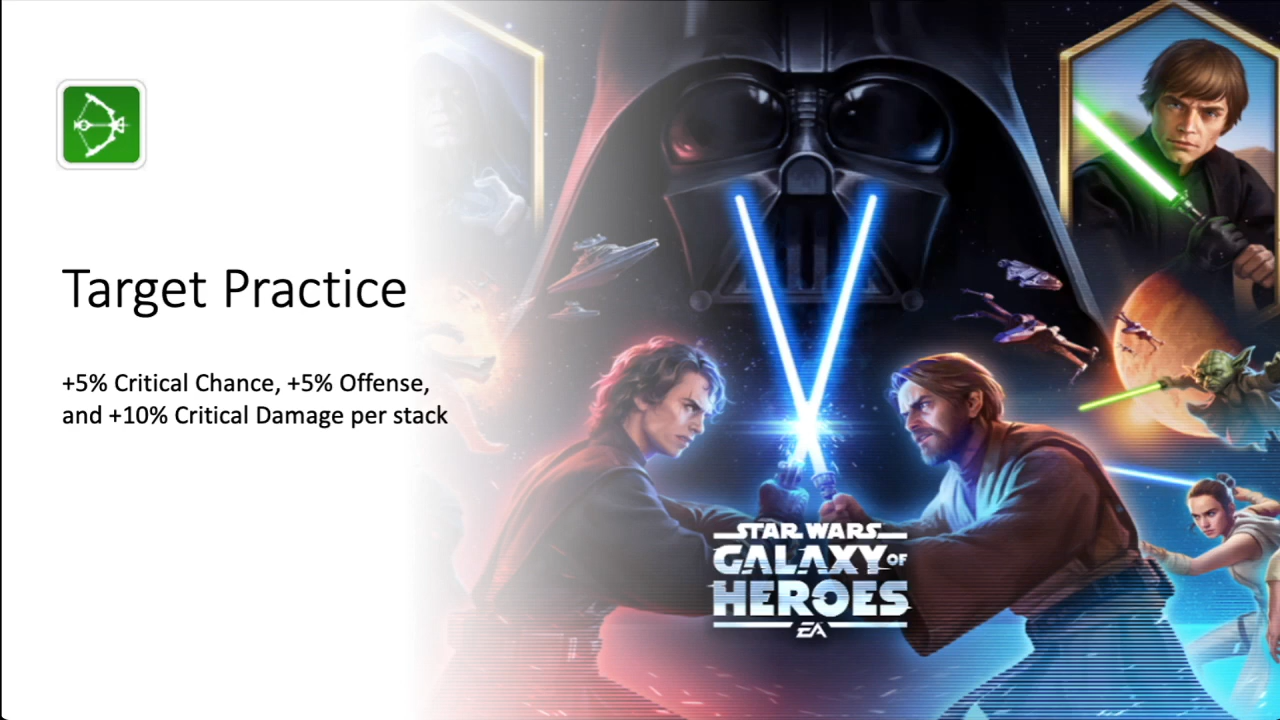 Target Practice
+5% Critical Chance, +5% Offense,
and +10% Critical Damage per stack
STAR WARS
GALAXY OF
HEROES
EA